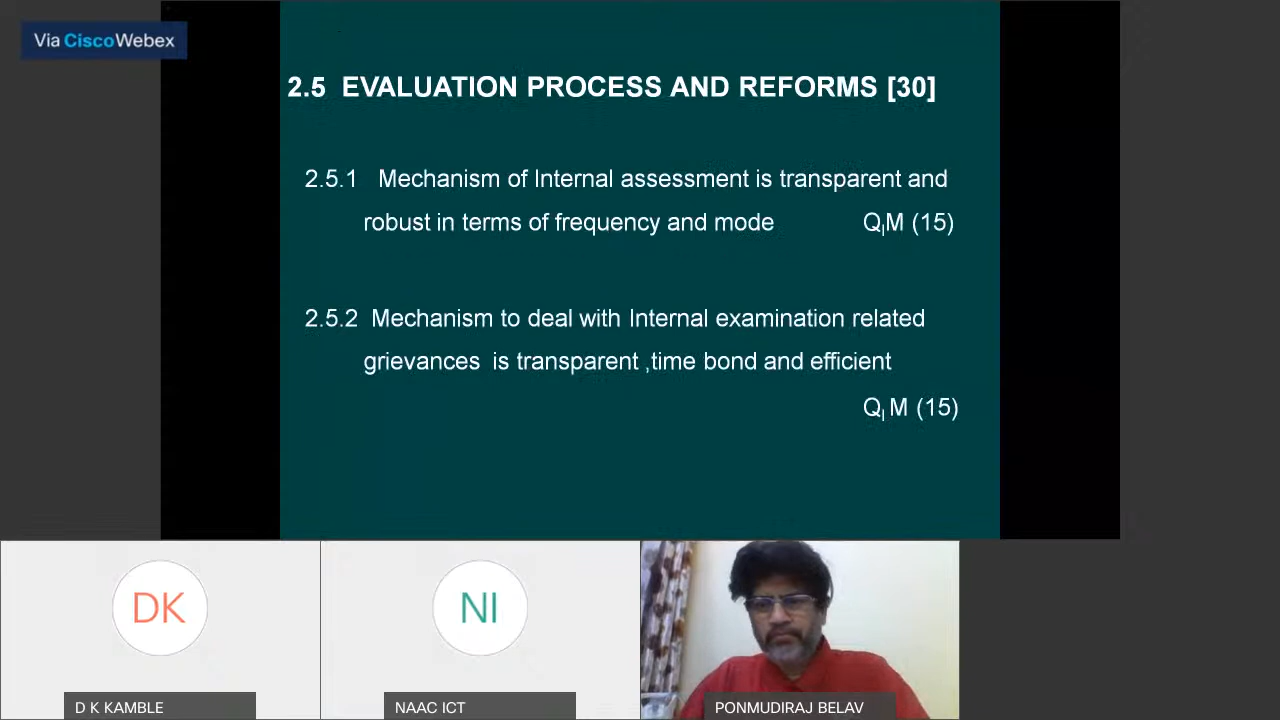 Via CiscoWebex
2.5 EVALUATION PROCESS AND REFORMS [30]
2.5.1 Mechanism of Internal assessment is transparent and
robust in terms of frequency and mode QlM (15)
2.5.2 Mechanism to deal with Internal examination related
grievances is transparent ,time bond and efficient
QlM (15)
DK
NI
D K KAMBLE
NAAC ICT
PONMUDIRAJ BELAV